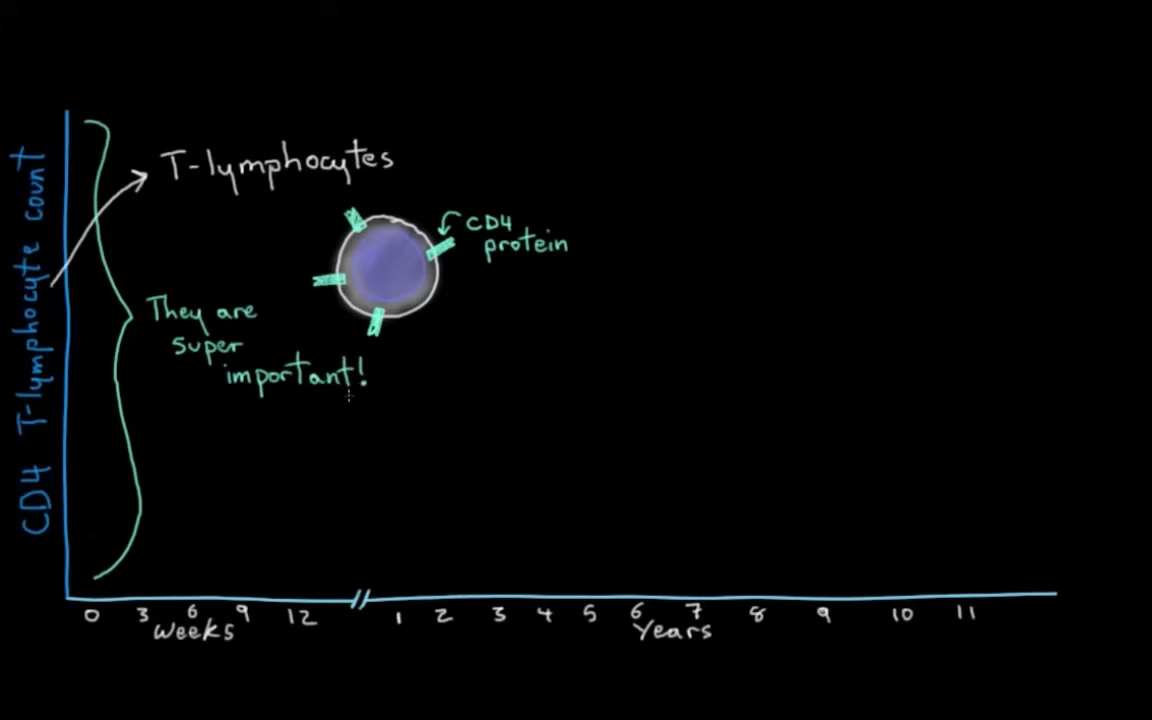 CD4 T-lymphocyte count
T-lymphocytes
CD4
protein
They are
super
important!
0 3 6 9 12 1 2 3 4 5 6 7 8 9 10 11
Weeks Years